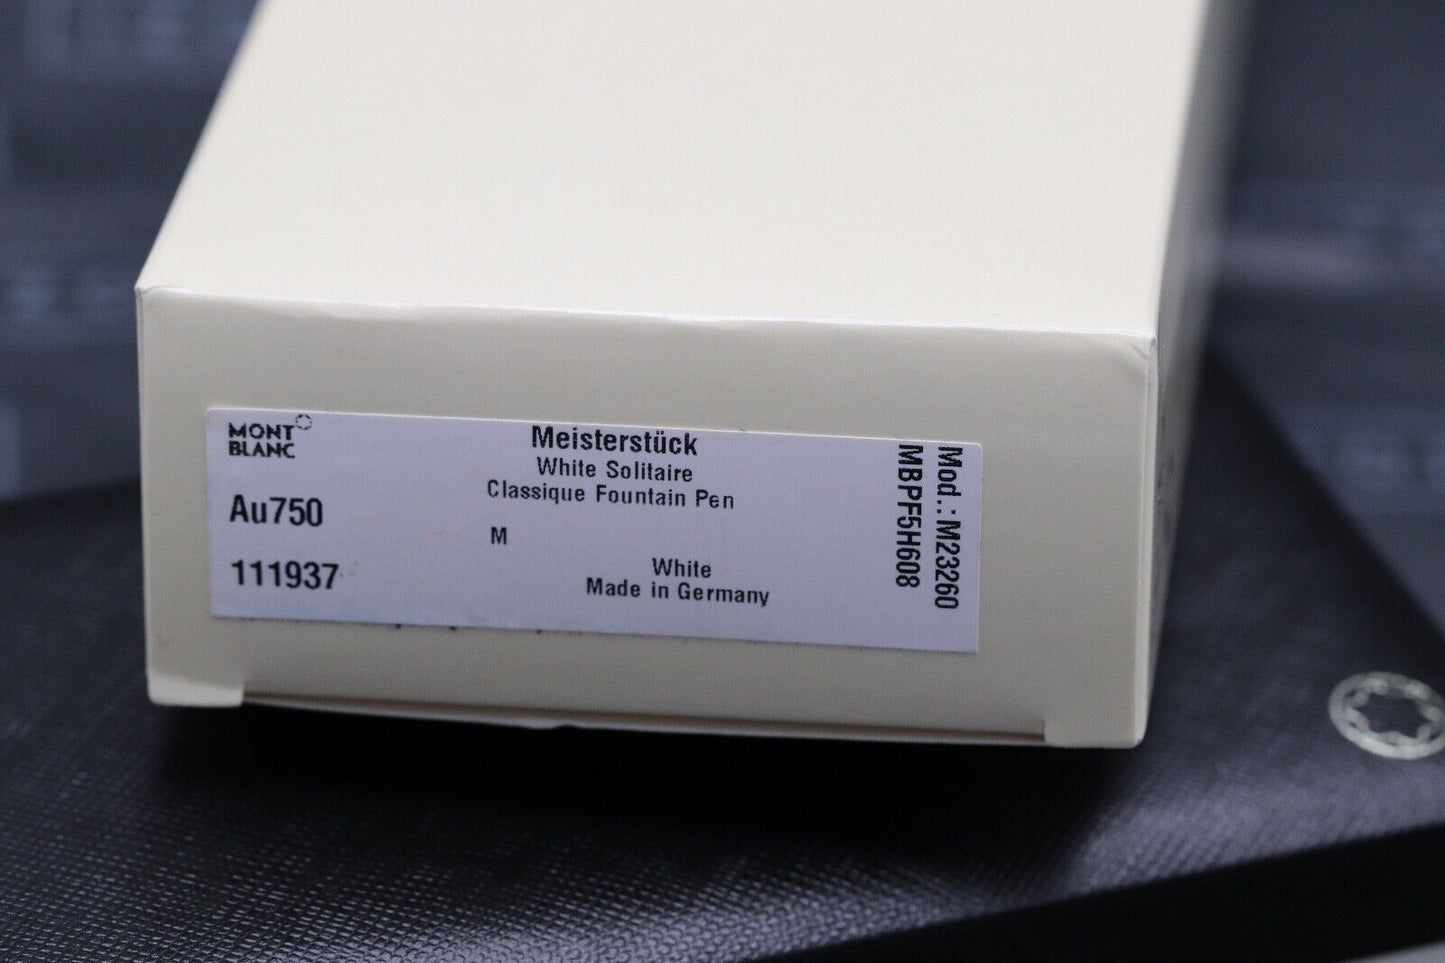 MONT
BLANC
Au750
111937
Meisterstück
White Solitaire
Classique Fountain Pen
M
White
Made in Germany
Mod.: M23260
MBPF5H608